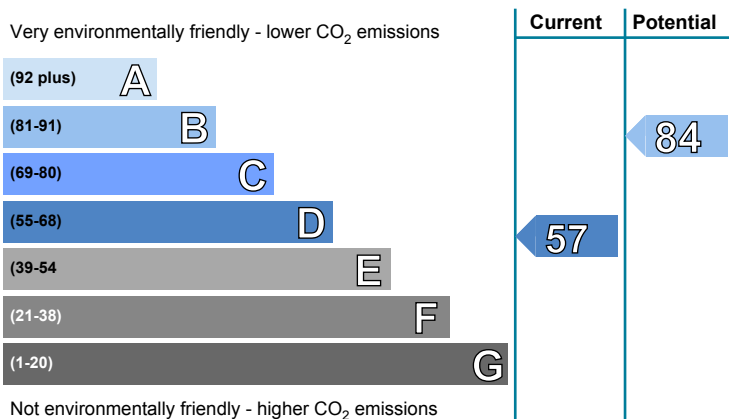 Current Potential
Very environmentally friendly - lower CO2 emissions
(92 plus) A
(81-91) B
84
(69-80) C
(55-68) D
57
(39-54 E
(21-38) F
(1-20) G
Not environmentally friendly - higher CO2 emissions